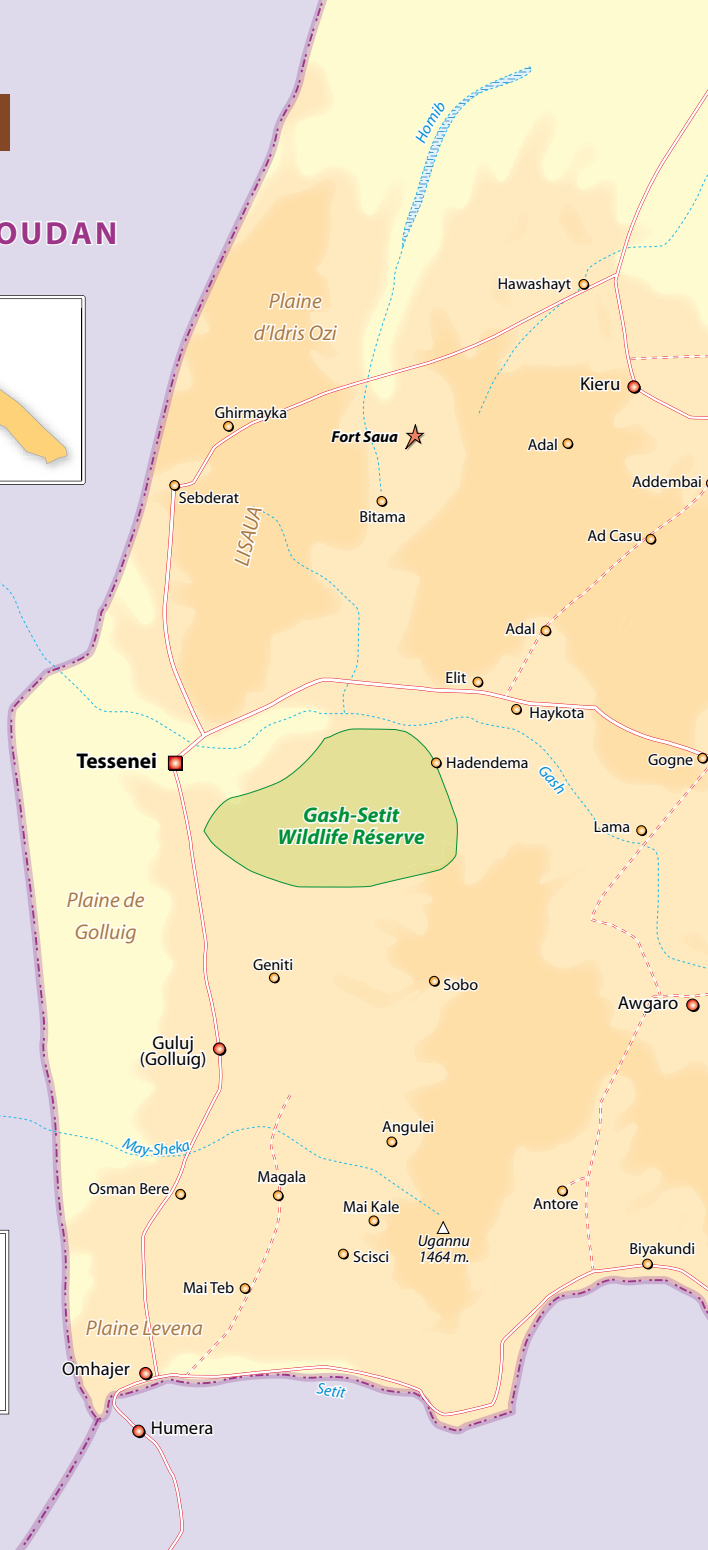 Homib
OUDAN
Hawashayt
Plaine
d'Idris Ozi
Kieru
Ghirmayka
Fort Saua
Adal
Addembai
Sebderat
Bitama
LISAUA
Ad Casu
Adal
Elit
Haykota
Tessenei
Hadendema
Gogne
Gash
Gash-Setit
Wildlife Réserve
Lama
Plaine de
Golluig
Geniti
Sobo
Awgaro
Guluj
(Golluig)
Angulei
May-Sheka
Osman Bere
Magala
Antore
Mai Kale
Ugannu
1464 m.
Scisci
Biyakundi
Mai Teb
Plaine Levena
Omhajer
Setit
Humera